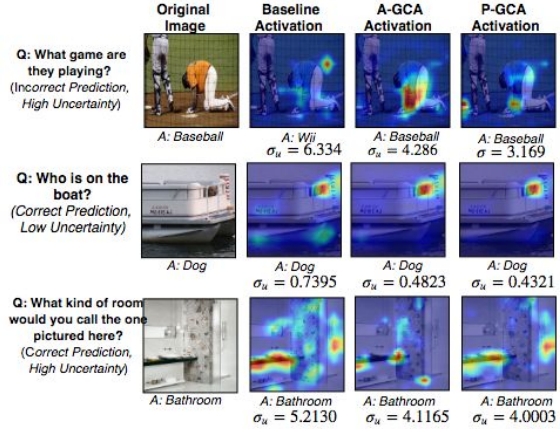 Original Image
Baseline Activation
A-GCA Activation
P-GCA Activation
Q: What game are they playing?
(Incorrect Prediction, High Uncertainty)
A: Baseball
A: Wii
σu = 6.334
A: Baseball
σu = 4.286
A: Baseball
σ = 3.169
Q: Who is on the boat?
(Correct Prediction, Low Uncertainty)
A: Dog
A: Dog
σu = 0.7395
A: Dog
σu = 0.4823
A: Dog
σu = 0.4321
Q: What kind of room would you call the one pictured here?
(Correct Prediction, High Uncertainty)
A: Bathroom
A: Bathroom
σu = 5.2130
A: Bathroom
σu = 4.1165
A: Bathroom
σu = 4.0003